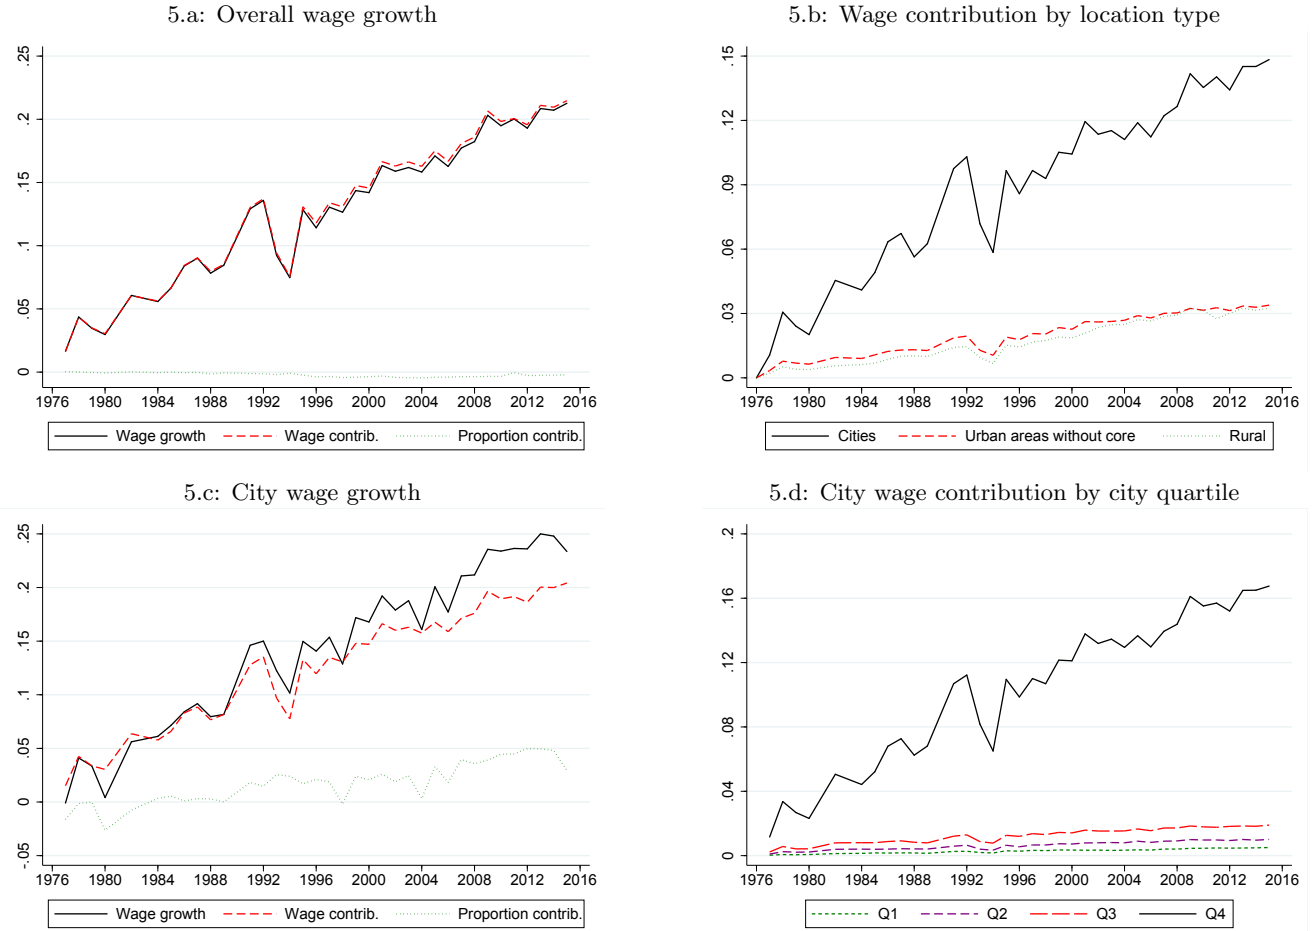 5.a: Overall wage growth
.25
.2
.15
.1
.05
0
1976 1980 1984 1988 1992 1996 2000 2004 2008 2012 2016
Wage growth Wage contrib. Proportion contrib.
5.b: Wage contribution by location type
.15
.12
.09
.06
.03
0
1976 1980 1984 1988 1992 1996 2000 2004 2008 2012 2016
Cities Urban areas without core Rural
5.c: City wage growth
.25
.2
.15
.1
.05
0
-.05
1976 1980 1984 1988 1992 1996 2000 2004 2008 2012 2016
Wage growth Wage contrib. Proportion contrib.
5.d: City wage contribution by city quartile
.2
.16
.12
.08
.04
0
1976 1980 1984 1988 1992 1996 2000 2004 2008 2012 2016
Q1 Q2 Q3 Q4